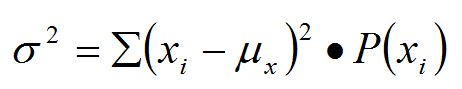 σ² = Σ(xᵢ − μₓ)² • P(xᵢ)